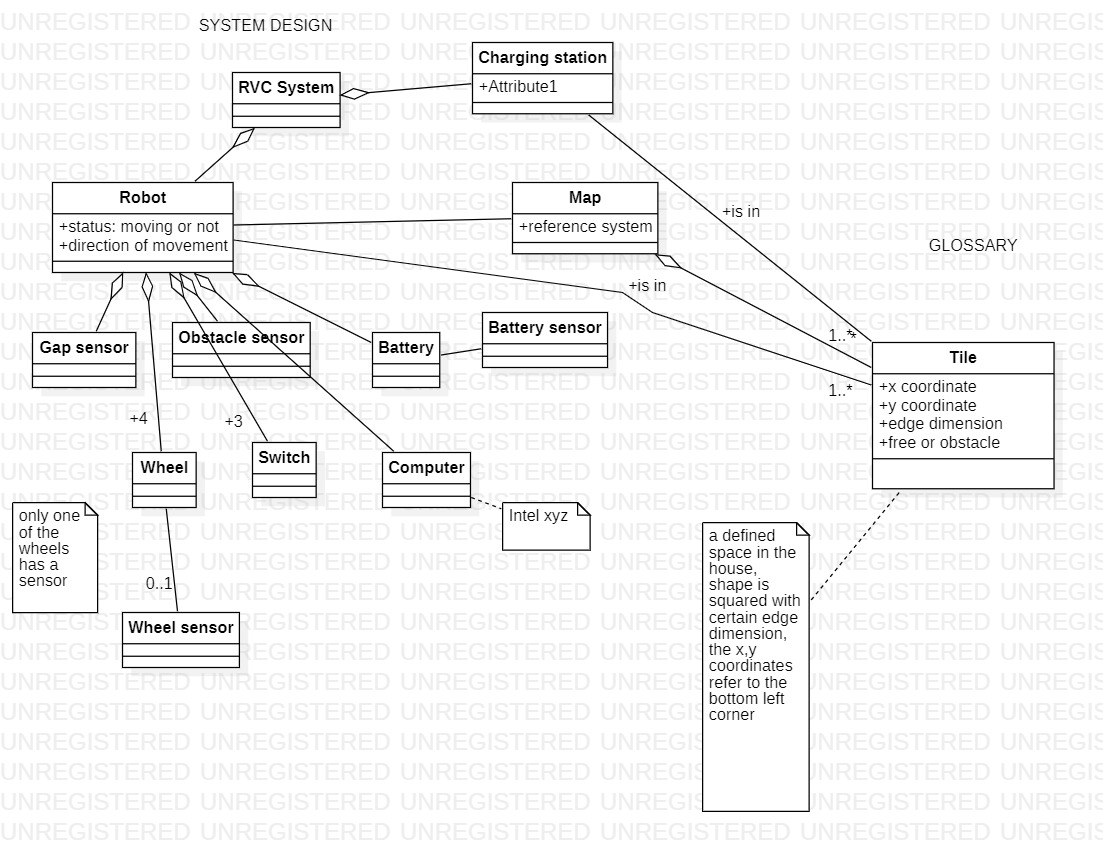 SYSTEM DESIGN
Charging station
+Attribute1
RVC System
Robot
+status: moving or not
+direction of movement
Map
+reference system
+is in
GLOSSARY
+is in
Gap sensor
Obstacle sensor
Battery
Battery sensor
1..*
*
Tile
+x coordinate
+y coordinate
+edge dimension
+free or obstacle
1..*
+4
+3
Wheel
Switch
Computer
Intel xyz
only one
of the
wheels
has a
sensor
0..1
Wheel sensor
a defined
space in the
house,
shape is
squared with
certain edge
dimension,
the x,y
coordinates
refer to the
bottom left
corner
UNREGISTERED